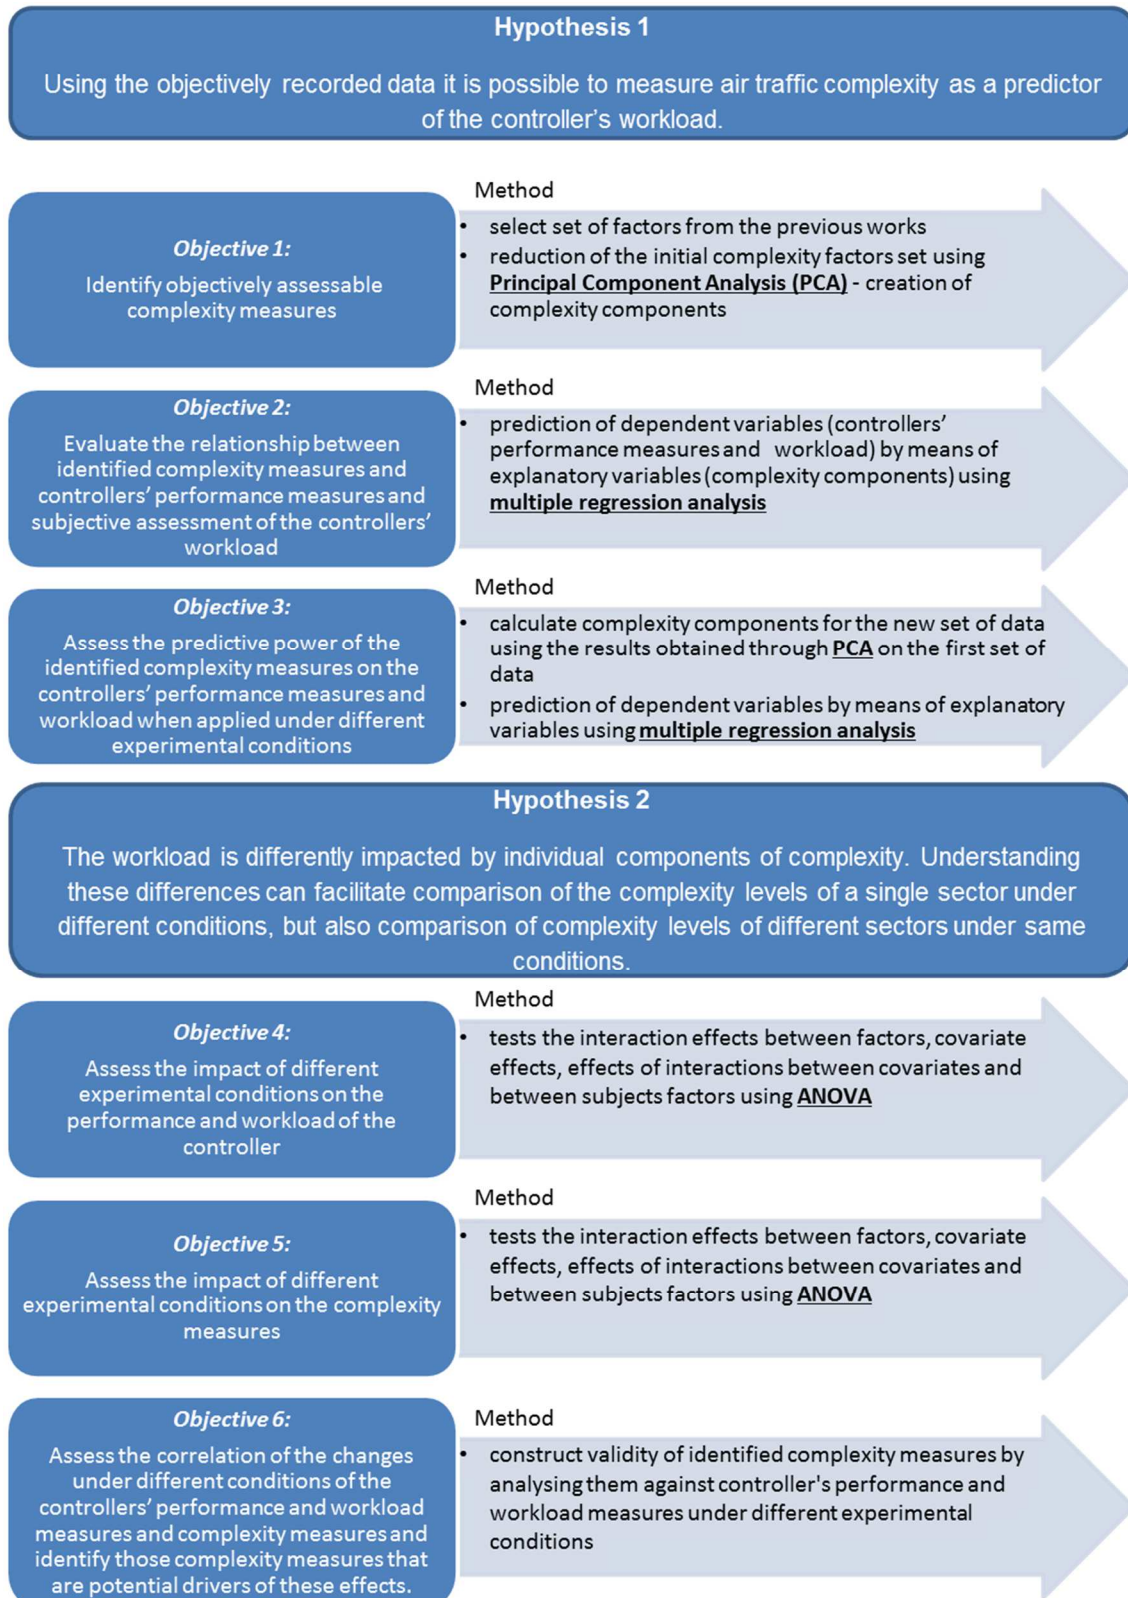 Hypothesis 1
Using the objectively recorded data it is possible to measure air traffic complexity as a predictor
of the controller's workload.
Objective 1:
Identify objectively assessable
complexity measures
Method
• select set of factors from the previous works
• reduction of the initial complexity factors set using
Principal Component Analysis (PCA) - creation of
complexity components
Objective 2:
Evaluate the relationship between
identified complexity measures and
controllers' performance measures and
subjective assessment of the controllers'
workload
Method
• prediction of dependent variables (controllers'
performance measures and workload) by means of
explanatory variables (complexity components) using
multiple regression analysis
Objective 3:
Assess the predictive power of the
identified complexity measures on the
controllers' performance measures and
workload when applied under different
experimental conditions
Method
• calculate complexity components for the new set of data
using the results obtained through PCA on the first set of
data
• prediction of dependent variables by means of explanatory
variables using multiple regression analysis
Hypothesis 2
The workload is differently impacted by individual components of complexity. Understanding
these differences can facilitate comparison of the complexity levels of a single sector under
different conditions, but also comparison of complexity levels of different sectors under same
conditions.
Objective 4:
Assess the impact of different
experimental conditions on the
performance and workload of the
controller
Method
• tests the interaction effects between factors, covariate
effects, effects of interactions between covariates and
between subjects factors using ANOVA
Objective 5:
Assess the impact of different
experimental conditions on the complexity
measures
Method
• tests the interaction effects between factors, covariate
effects, effects of interactions between covariates and
between subjects factors using ANOVA
Objective 6:
Assess the correlation of the changes
under different conditions of the
controllers' performance and workload
measures and complexity measures and
identify those complexity measures that
are potential drivers of these effects.
Method
• construct validity of identified complexity measures by
analysing them against controller's performance and
workload measures under different experimental
conditions